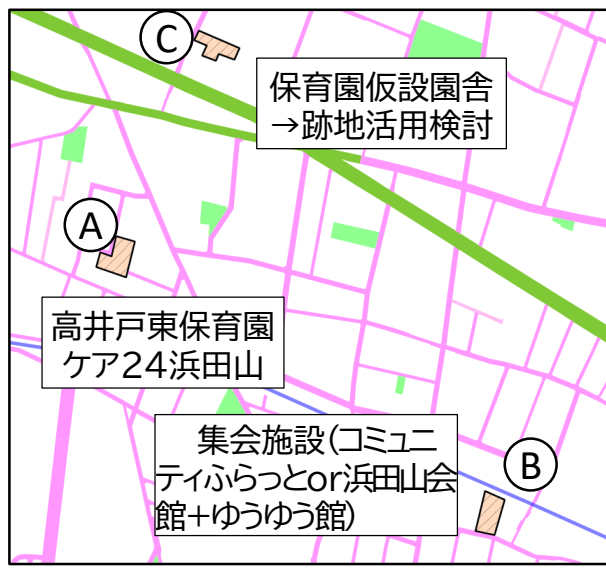 C
保育園仮設園舎
→跡地活用検討
A
高井戸東保育園
ケア24浜田山
集会施設(コミュニ
ティふらっとor浜田山会
館+ゆうゆう館)
B